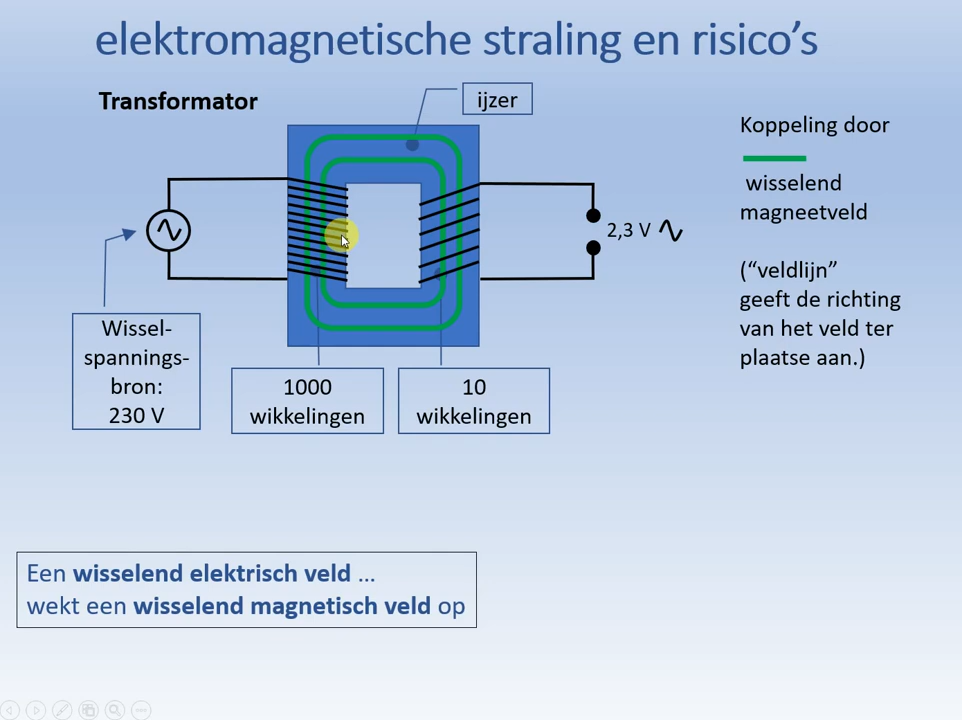 elektromagnetische straling en risico's
Transformator
ijzer
Koppeling door
wisselend
magneetveld
("veldlijn"
geeft de richting
van het veld ter
plaatse aan.)
2,3 V
Wissel-
spannings-
bron:
230 V
1000
wikkelingen
10
wikkelingen
Een wisselend elektrisch veld ...
wekt een wisselend magnetisch veld op